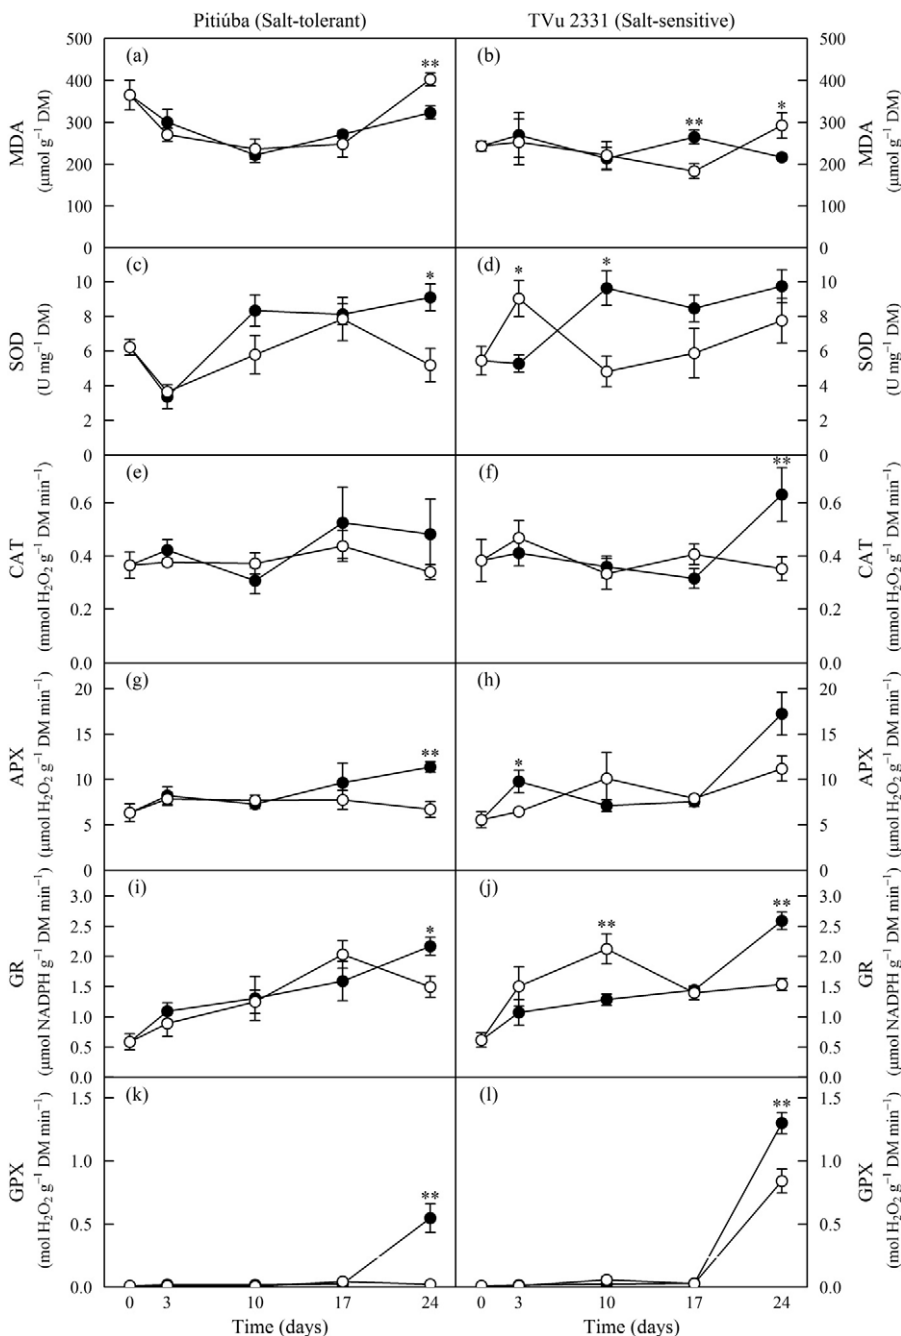 Pitiúba (Salt-tolerant) TVu 2331 (Salt-sensitive)
500 (a) ** (b) ** * 500
400 400
300 300
200 200
100 100
0 0
MDA (µmol g⁻¹ DM) MDA (µmol g⁻¹ DM)
(c) * (d) * *
10 10
8 8
6 6
4 4
2 2
0 0
SOD (U mg⁻¹ DM) SOD (U mg⁻¹ DM)
(e) (f) **
0.6 0.6
0.4 0.4
0.2 0.2
0.0 0.0
CAT (mmol H₂O₂ g⁻¹ DM min⁻¹) CAT (mmol H₂O₂ g⁻¹ DM min⁻¹)
(g) ** (h) *
20 20
15 15
10 10
5 5
0 0
APX (µmol H₂O₂ g⁻¹ DM min⁻¹) APX (µmol H₂O₂ g⁻¹ DM min⁻¹)
(i) * (j) ** **
3.0 3.0
2.5 2.5
2.0 2.0
1.5 1.5
1.0 1.0
0.5 0.5
0.0 0.0
GR (µmol NADPH g⁻¹ DM min⁻¹) GR (µmol NADPH g⁻¹ DM min⁻¹)
(k) ** (l) **
1.5 1.5
1.0 1.0
0.5 0.5
0.0 0.0
GPX (mol H₂O₂ g⁻¹ DM min⁻¹) GPX (mol H₂O₂ g⁻¹ DM min⁻¹)
0 3 10 17 24 0 3 10 17 24
Time (days) Time (days)